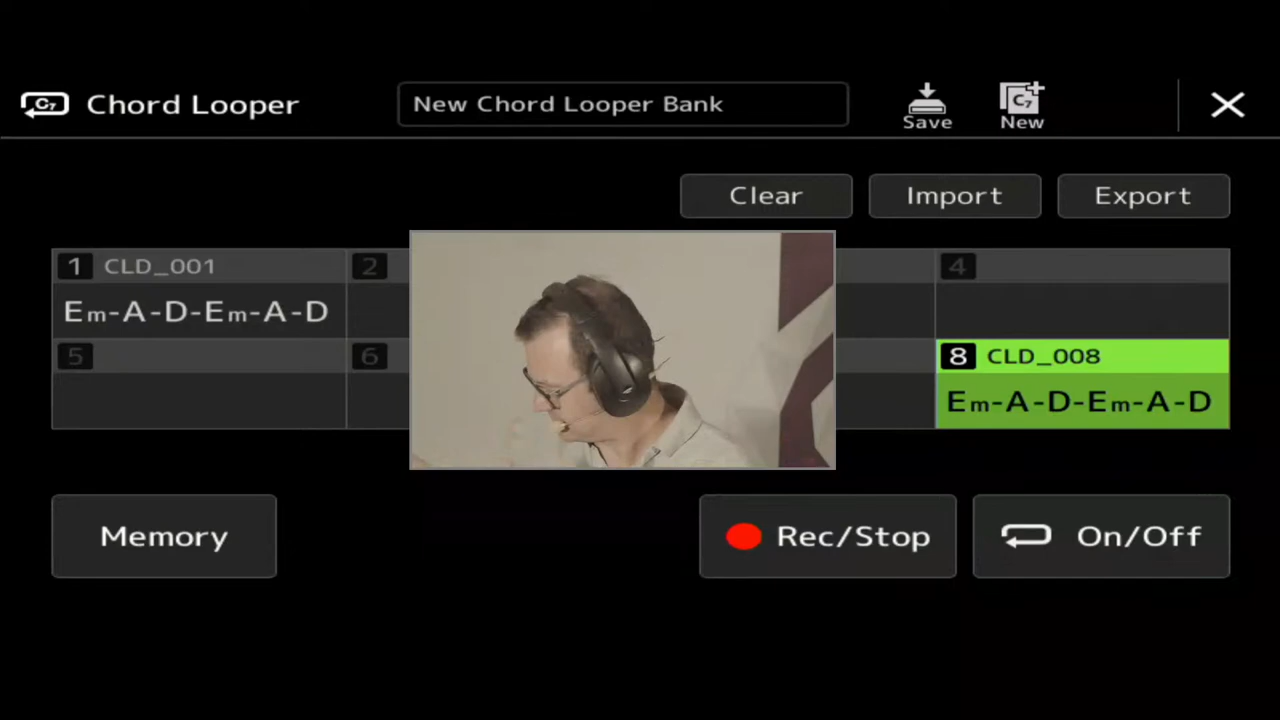 Chord Looper
New Chord Looper Bank
Save
New
Clear
Import
Export
1 CLD_001
2
4
Em-A-D-Em-A-D
5
6
8 CLD_008
Em-A-D-Em-A-D
Memory
Rec/Stop
On/Off